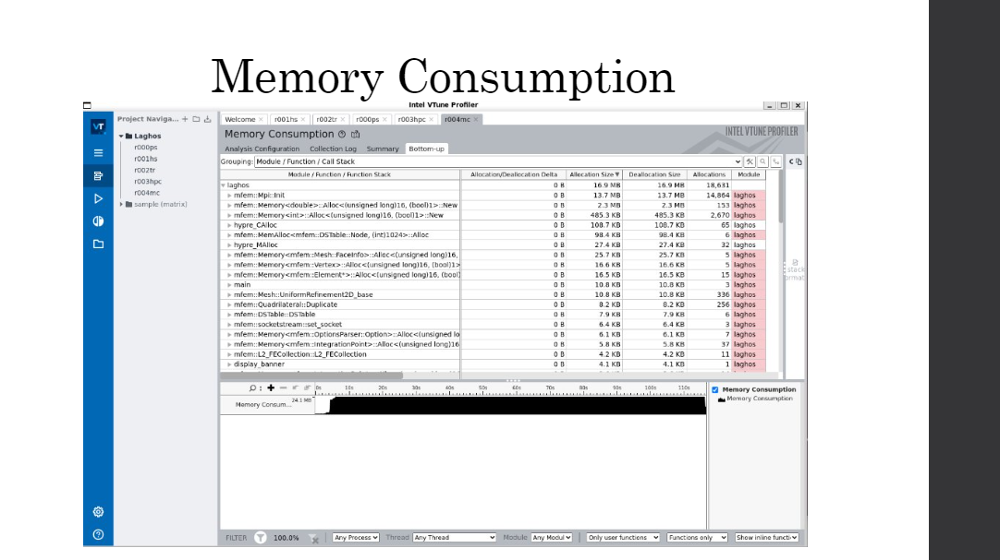 Memory Consumption
Intel VTune Profiler
Project Naviga...
Welcome r001hs r002tr r000ps r003hpc r004mc
Laghos
r000ps
r001hs
r002tr
r003hpc
r004mc
sample (matrix)
Memory Consumption
INTEL VTUNE PROFILER
Analysis Configuration Collection Log Summary Bottom-up
Grouping: Module / Function / Call Stack
Module / Function / Function Stack Allocation/Deallocation Delta Allocation Size▼ Deallocation Size Allocations Module
laghos 0 B 16.9 MB 16.9 MB 18,631
mfem::Mpi::Init 0 B 13.7 MB 13.7 MB 14,864 laghos
mfem::Memory<double>::Alloc<(unsigned long)16, (bool)1>::New 0 B 2.3 MB 2.3 MB 153 laghos
mfem::Memory<int>::Alloc<(unsigned long)16, (bool)1>::New 0 B 485.3 KB 485.3 KB 2,670 laghos
hypre_CAlloc 0 B 108.7 KB 108.7 KB 65 laghos
mfem::MemAlloc<mfem::DSTable::Node, (int)1024>::Alloc 0 B 98.4 KB 98.4 KB 6 laghos
hypre_MAlloc 0 B 27.4 KB 27.4 KB 32 laghos
mfem::Memory<mfem::Mesh::FaceInfo>::Alloc<(unsigned long)16, 0 B 25.7 KB 25.7 KB 5 laghos
mfem::Memory<mfem::Vertex>::Alloc<(unsigned long)16, (bool)1> 0 B 16.6 KB 16.6 KB 5 laghos
mfem::Memory<mfem::Element*>::Alloc<(unsigned long)16, (bool) 0 B 16.5 KB 16.5 KB 15 laghos
main 0 B 10.8 KB 10.8 KB 3 laghos
mfem::Mesh::UniformRefinement2D_base 0 B 10.8 KB 10.8 KB 336 laghos
mfem::Quadrilateral::Duplicate 0 B 8.2 KB 8.2 KB 256 laghos
mfem::DSTable::DSTable 0 B 7.9 KB 7.9 KB 6 laghos
mfem::socketstream::set_socket 0 B 6.4 KB 6.4 KB 3 laghos
mfem::Memory<mfem::OptionsParser::Option>::Alloc<(unsigned lo 0 B 6.1 KB 6.1 KB 7 laghos
mfem::Memory<mfem::IntegrationPoint>::Alloc<(unsigned long)16 0 B 5.8 KB 5.8 KB 37 laghos
mfem::L2_FECollection::L2_FECollection 0 B 4.2 KB 4.2 KB 11 laghos
display_banner 0 B 4.1 KB 4.1 KB 1 laghos
0s 10s 20s 30s 40s 50s 60s 70s 80s 90s 100s 110s
Memory Consum... 24.1 MB
Memory Consumption
Memory Consumption
FILTER 100.0% Any Process Thread Any Thread Module Any Modul Only user functions Functions only Show inline functi